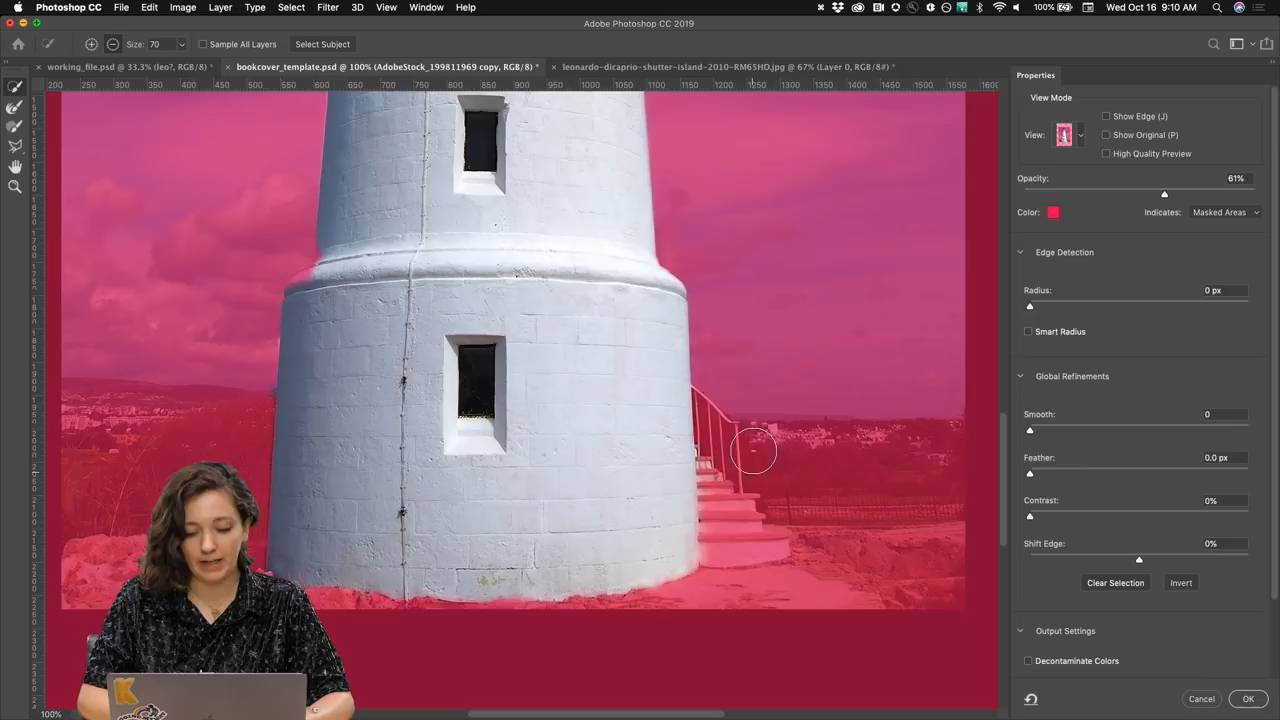 Photoshop CC File Edit Image Layer Type Select Filter 3D View Window Help 100% Wed Oct 16 9:10 AM
Adobe Photoshop CC 2019
Size: 70 Sample All Layers Select Subject
× working_file.psd @ 33.3% (leo?, RGB/8) * × bookcover_template.psd @ 100% (AdobeStock_199811969 copy, RGB/8) * × leonardo-dicaprio-shutter-island-2010-RM65HD.jpg @ 67% (Layer 0, RGB/8#) *
200 250 300 350 400 450 500 550 600 650 700 750 800 850 900 950 1000 1050 1100 1150 1200 1250 1300 1350 1400 1450 1500 1550 1600
Properties
View Mode
Show Edge (J)
View: Show Original (P)
High Quality Preview
Opacity: 61%
Color: Indicates: Masked Areas
Edge Detection
Radius: 0 px
Smart Radius
Global Refinements
Smooth: 0
Feather: 0.0 px
Contrast: 0%
Shift Edge: 0%
Clear Selection Invert
Output Settings
Decontaminate Colors
Cancel OK
100%
K